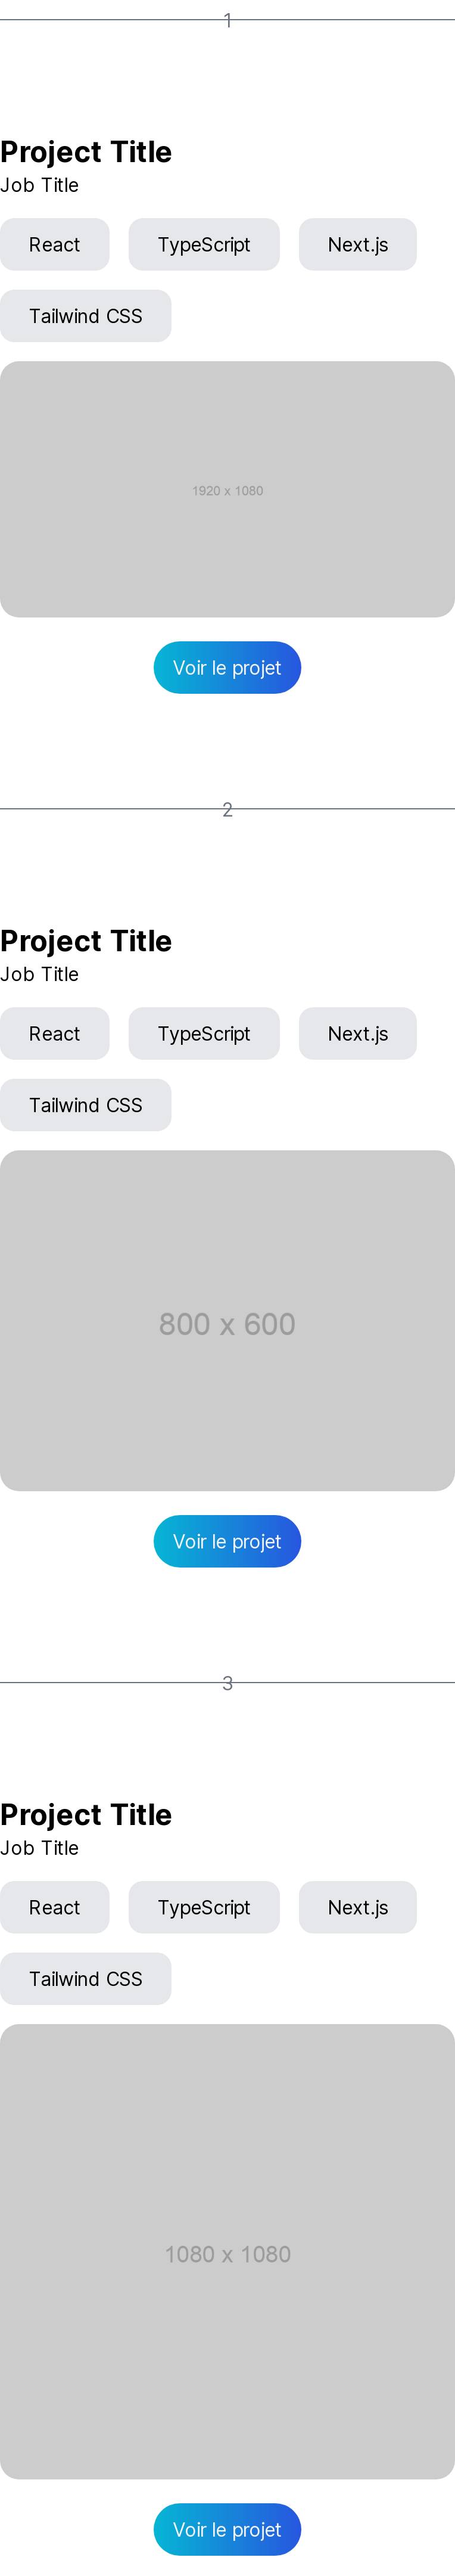 1
Project Title
Job Title
React TypeScript Next.js
Tailwind CSS
1920 x 1080
Voir le projet
2
Project Title
Job Title
React TypeScript Next.js
Tailwind CSS
800 x 600
Voir le projet
3
Project Title
Job Title
React TypeScript Next.js
Tailwind CSS
1080 x 1080
Voir le projet